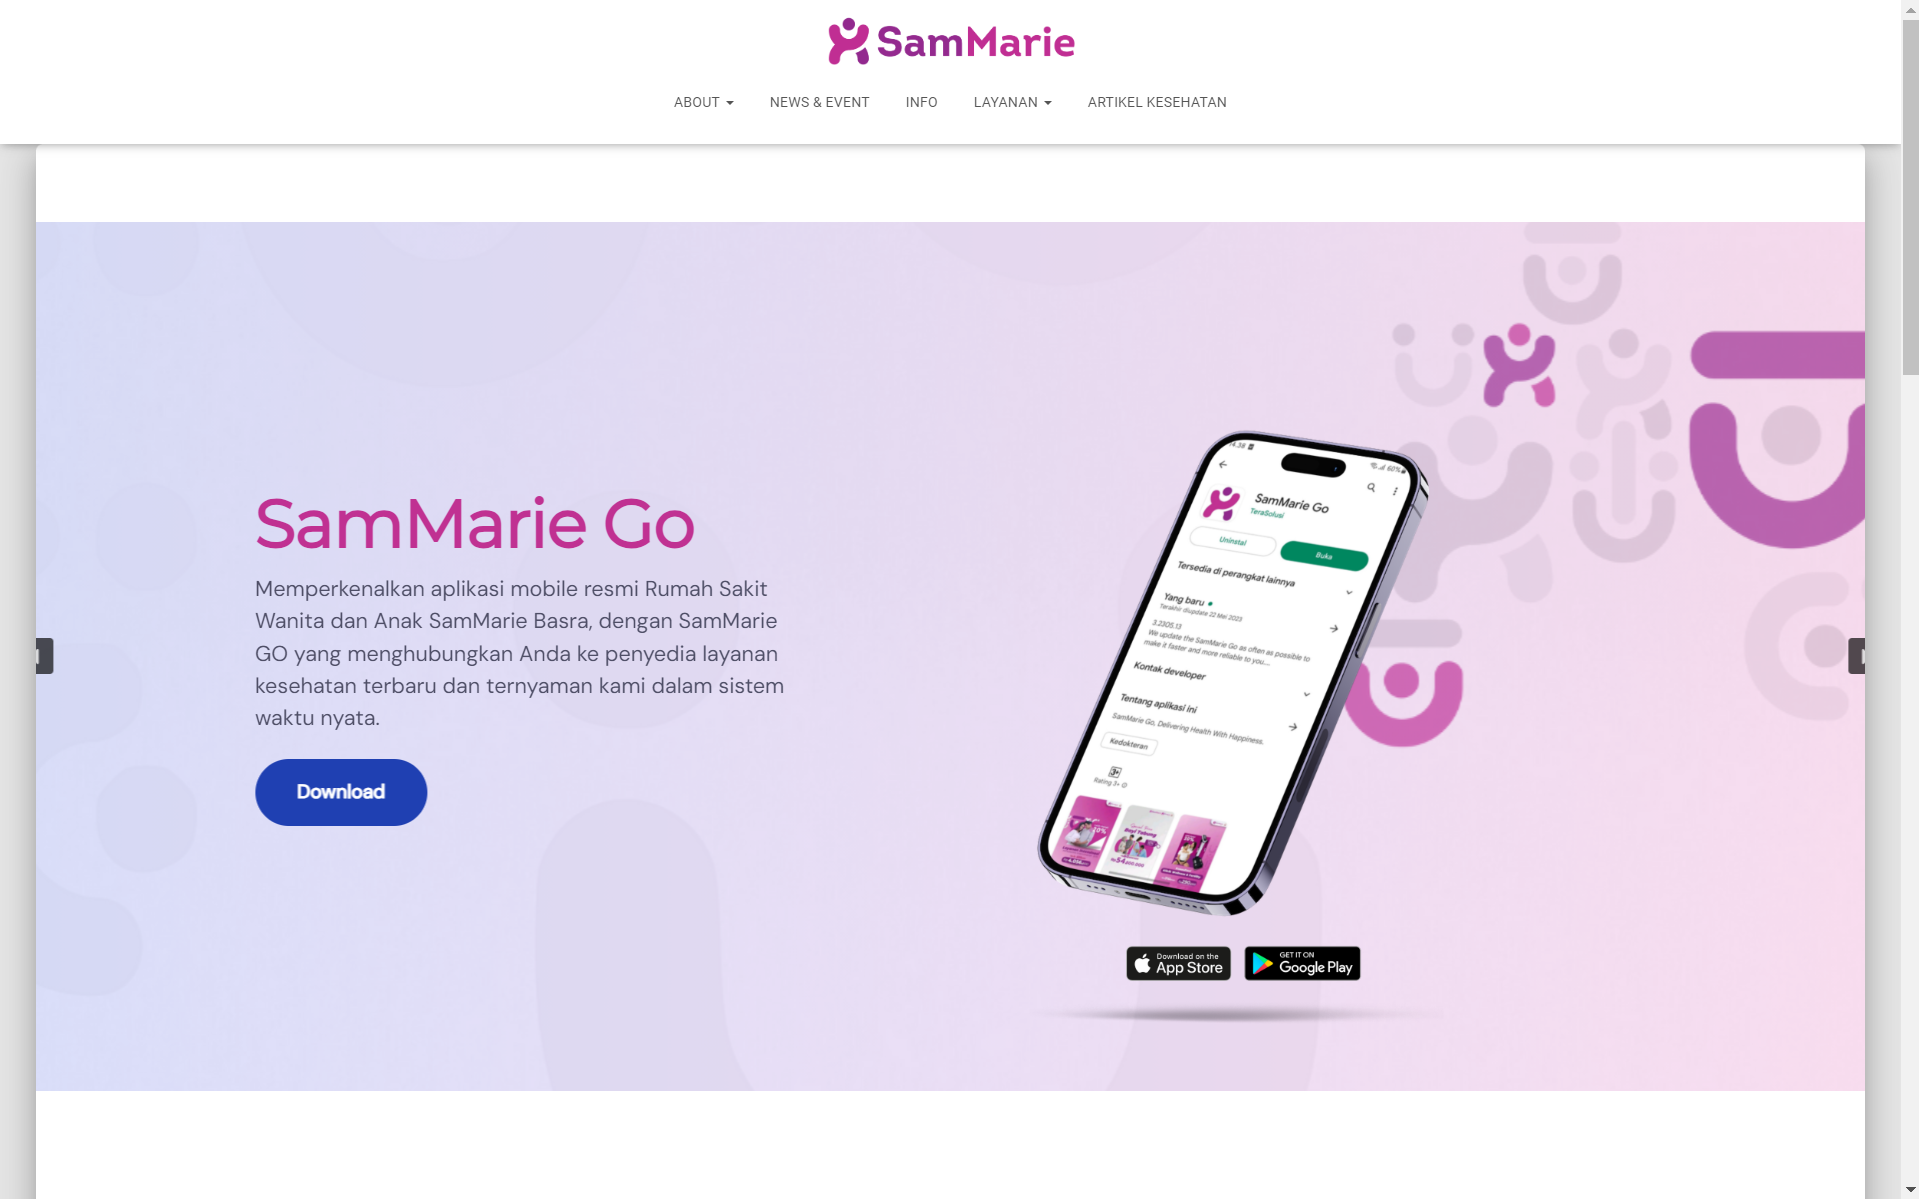 SamMarie
ABOUT
NEWS & EVENT
INFO
LAYANAN
ARTIKEL KESEHATAN
SamMarie Go
Memperkenalkan aplikasi mobile resmi Rumah Sakit
Wanita dan Anak SamMarie Basra, dengan SamMarie
GO yang menghubungkan Anda ke penyedia layanan
kesehatan terbaru dan ternyaman kami dalam sistem
waktu nyata.
Download
60%
SamMarie Go
TeraSolusi
Uninstal
Buka
Tersedia di perangkat lainnya
Yang baru
Terakhir diupdate 22 Mei 2023
3.2305.13
We update the SamMarie Go as often as possible to
make it faster and more reliable to you....
Kontak developer
Tentang aplikasi ini
SamMarie Go, Delivering Health With Happiness.
Kedokteran
3+
Rating 3+
Bayi Tabung
Download on the
App Store
GET IT ON
Google Play